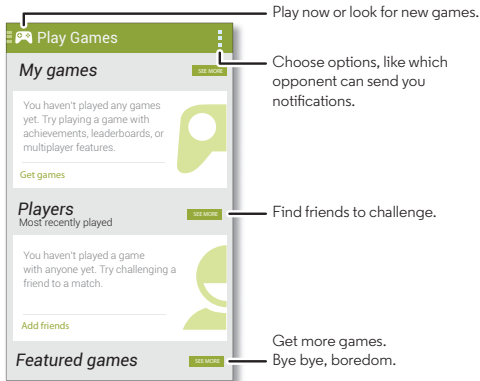 Play now or look for new games.
Play Games
Choose options, like which
opponent can send you
notifications.
My games
SEE MORE
You haven't played any games
yet. Try playing a game with
achievements, leaderboards, or
multiplayer features.
Get games
Players
Most recently played
SEE MORE
Find friends to challenge.
You haven't played a game
with anyone yet. Try challenging a
friend to a match.
Add friends
Get more games.
Bye bye, boredom.
Featured games
SEE MORE